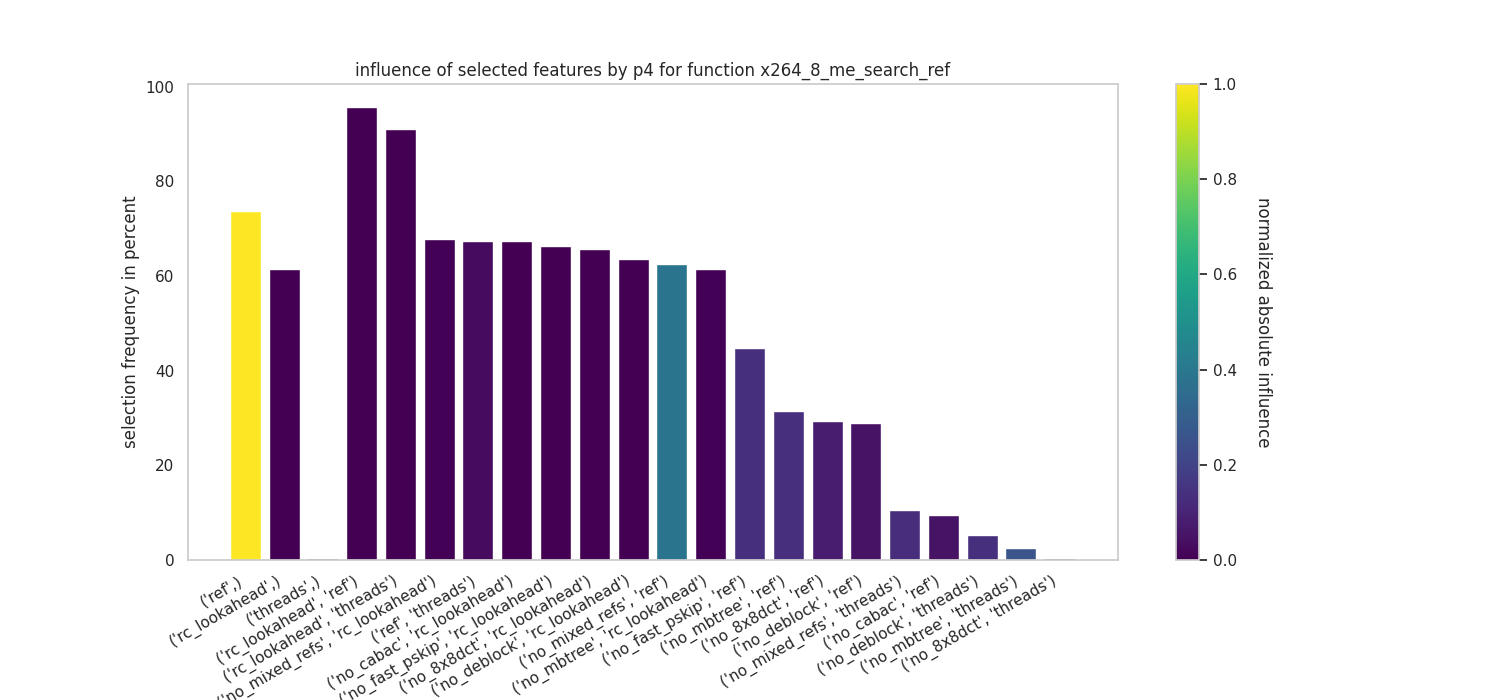 influence of selected features by p4 for function x264_8_me_search_ref
100
80
60
40
20
0
selection frequency in percent
('ref',)
('rc_lookahead',)
('threads',)
('rc_lookahead', 'ref')
('rc_lookahead', 'threads')
('no_mixed_refs', 'rc_lookahead')
('ref', 'threads')
('no_cabac', 'rc_lookahead')
('no_fast_pskip', 'rc_lookahead')
('no_8x8dct', 'rc_lookahead')
('no_deblock', 'rc_lookahead')
('no_mixed_refs', 'ref')
('no_mbtree', 'rc_lookahead')
('no_fast_pskip', 'ref')
('no_mbtree', 'ref')
('no_8x8dct', 'ref')
('no_deblock', 'ref')
('no_mixed_refs', 'threads')
('no_cabac', 'ref')
('no_deblock', 'threads')
('no_mbtree', 'threads')
('no_8x8dct', 'threads')
1.0
0.8
0.6
0.4
0.2
0.0
normalized absolute influence